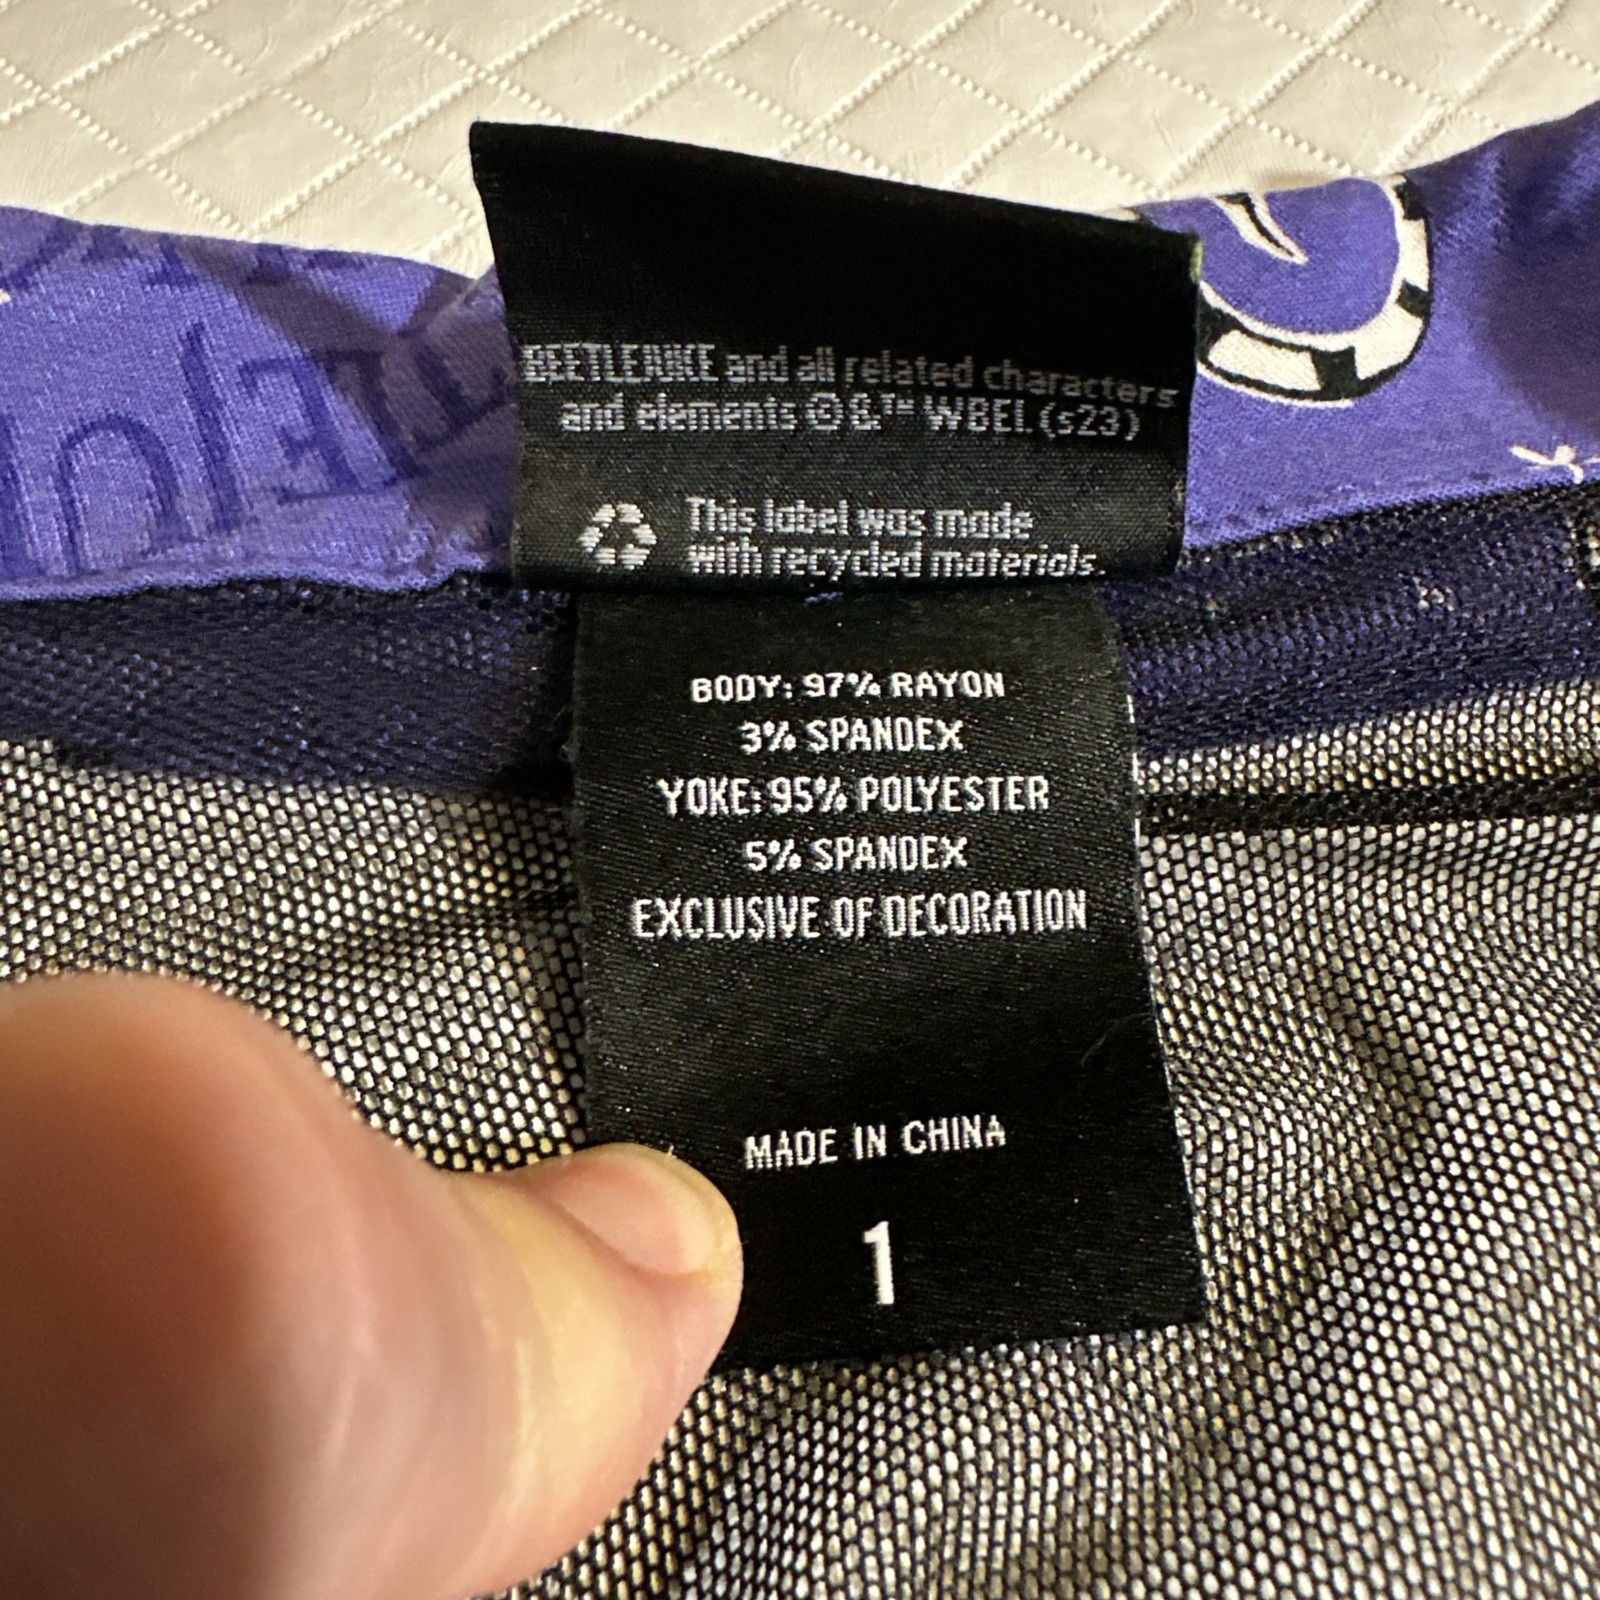 BEETLEJUICE and all related characters
and elements © & ™ WBEI. (s23)
This label was made
with recycled materials.
BODY: 97% RAYON
3% SPANDEX
YOKE: 95% POLYESTER
5% SPANDEX
EXCLUSIVE OF DECORATION
MADE IN CHINA
1